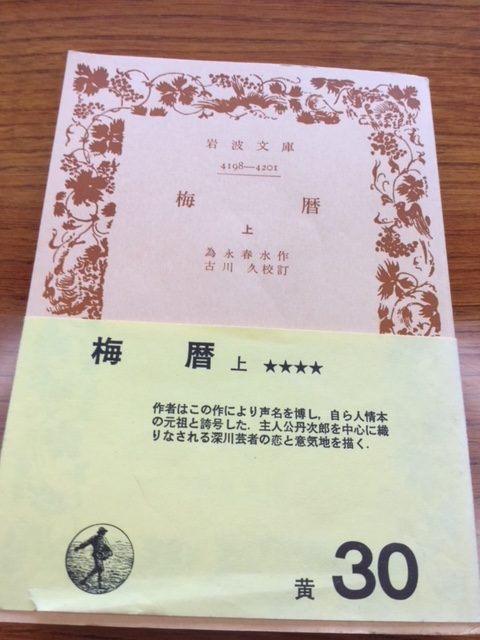 岩波文庫
4198—4201
梅暦
上
為永春水作
古川久校訂
梅暦 上 ★★★★
作者はこの作により声名を博し，自ら人情本
の元祖と誇号した．主人公丹次郎を中心に織
りなされる深川芸者の恋と意気地を描く．
黄 30